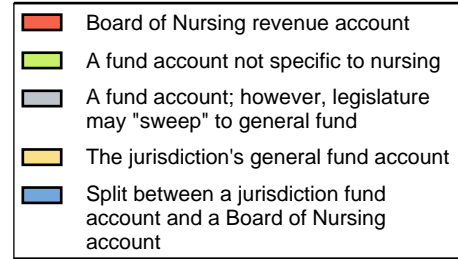 Board of Nursing revenue account
A fund account not specific to nursing
A fund account; however, legislature
may "sweep" to general fund
The jurisdiction's general fund account
Split between a jurisdiction fund
account and a Board of Nursing
account